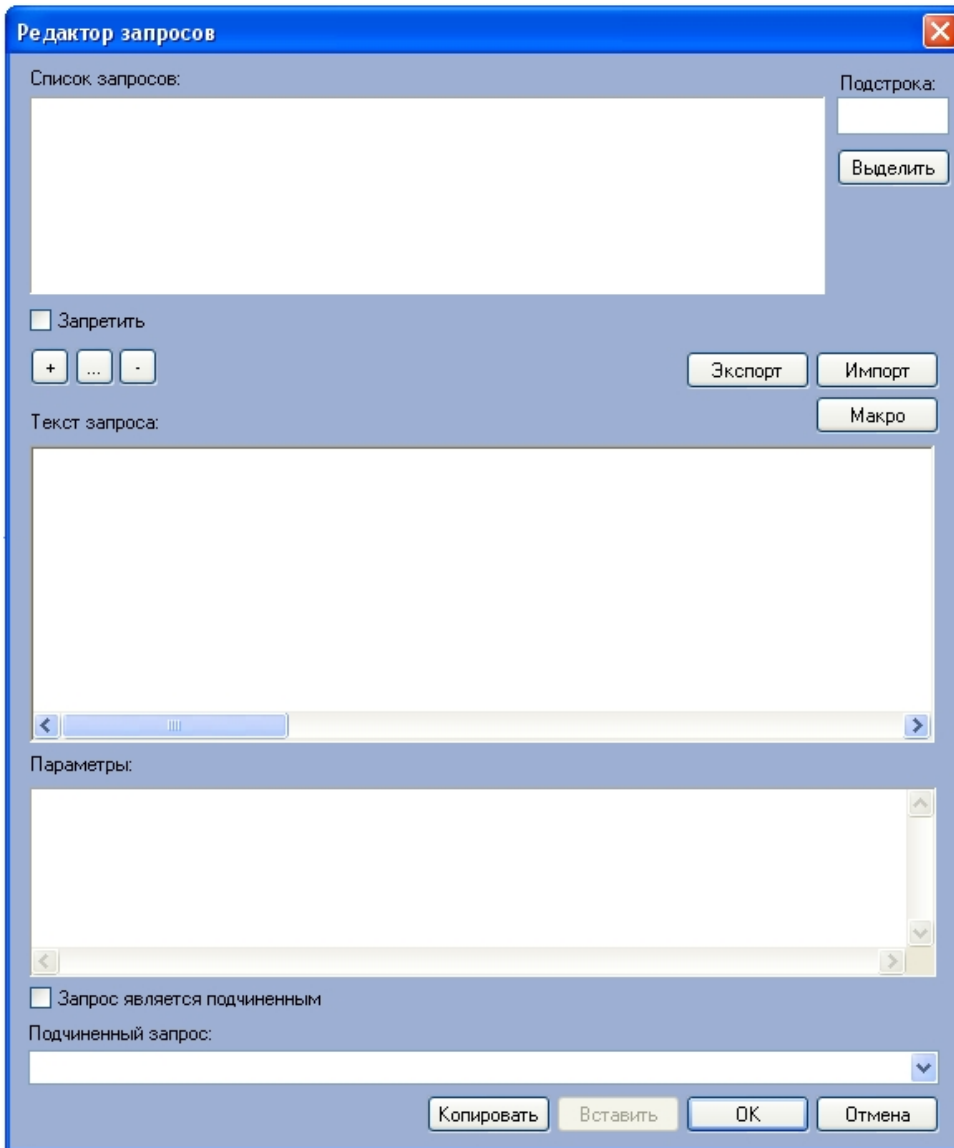 Редактор запросов
Список запросов:
Подстрока:
Выделить
Запретить
+ ... -
Экспорт Импорт
Макро
Текст запроса:
Параметры:
Запрос является подчиненным
Подчиненный запрос:
Копировать Вставить OK Отмена